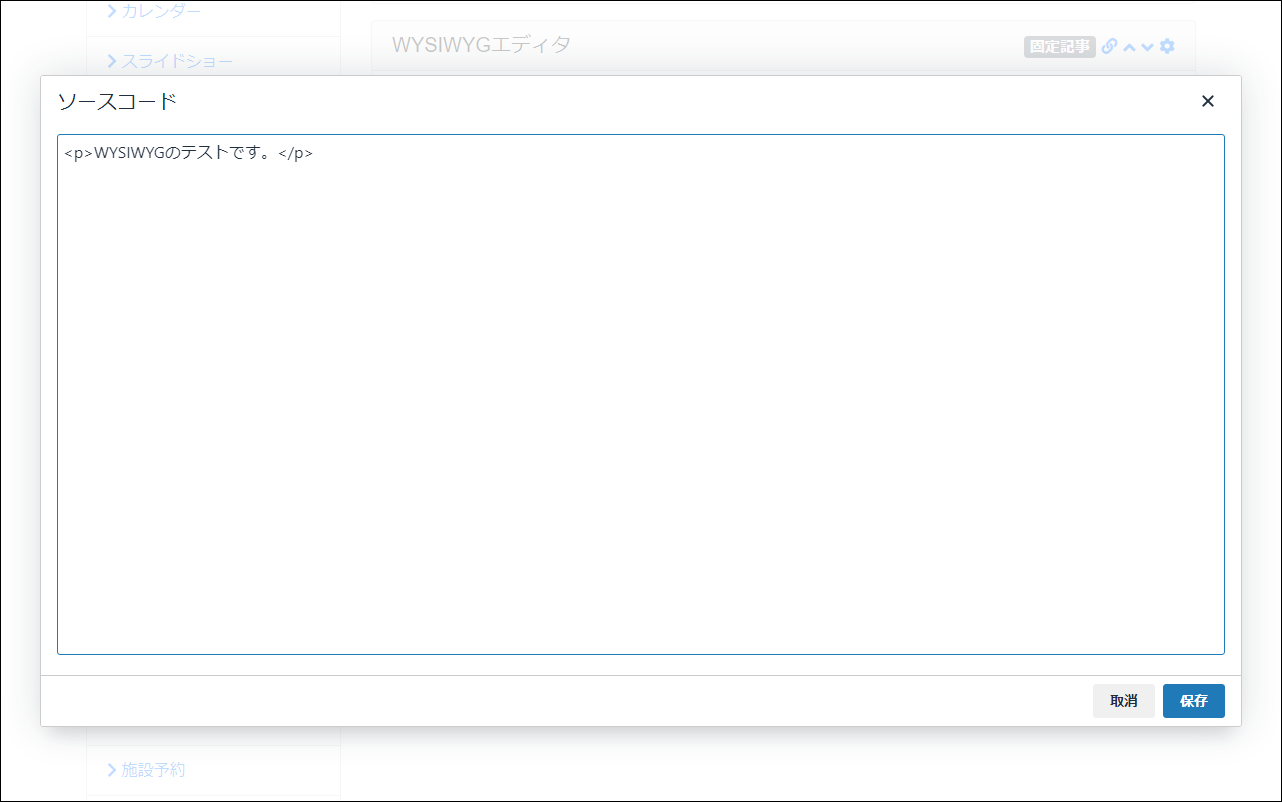 カレンダー
スライドショー
WYSIWYGエディタ
固定記事
ソースコード
<p>WYSIWYGのテストです。</p>
取消
保存
施設予約